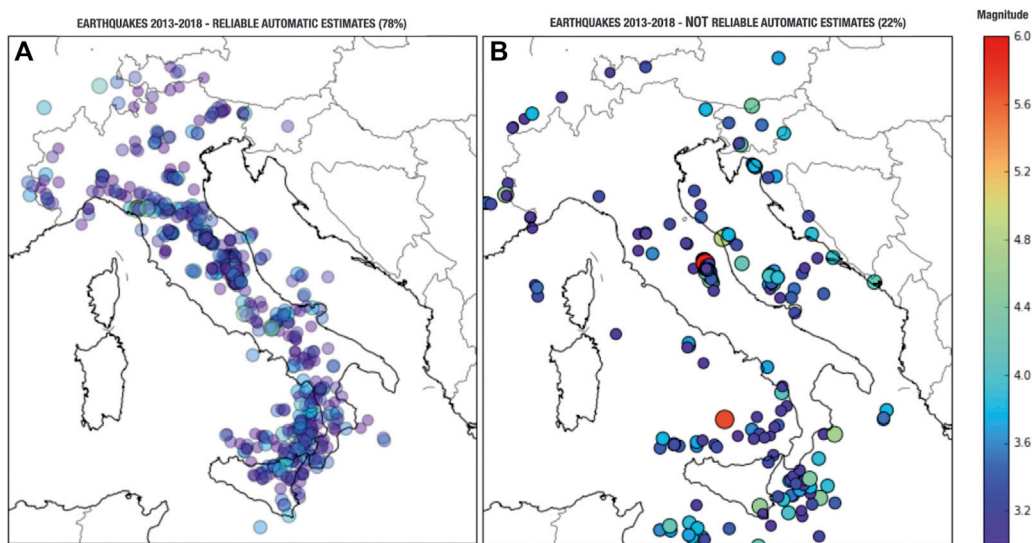 EARTHQUAKES 2013-2018 - RELIABLE AUTOMATIC ESTIMATES (78%)
EARTHQUAKES 2013-2018 - NOT RELIABLE AUTOMATIC ESTIMATES (22%)
Magnitude
A
B
6.0
5.6
5.2
4.8
4.4
4.0
3.6
3.2